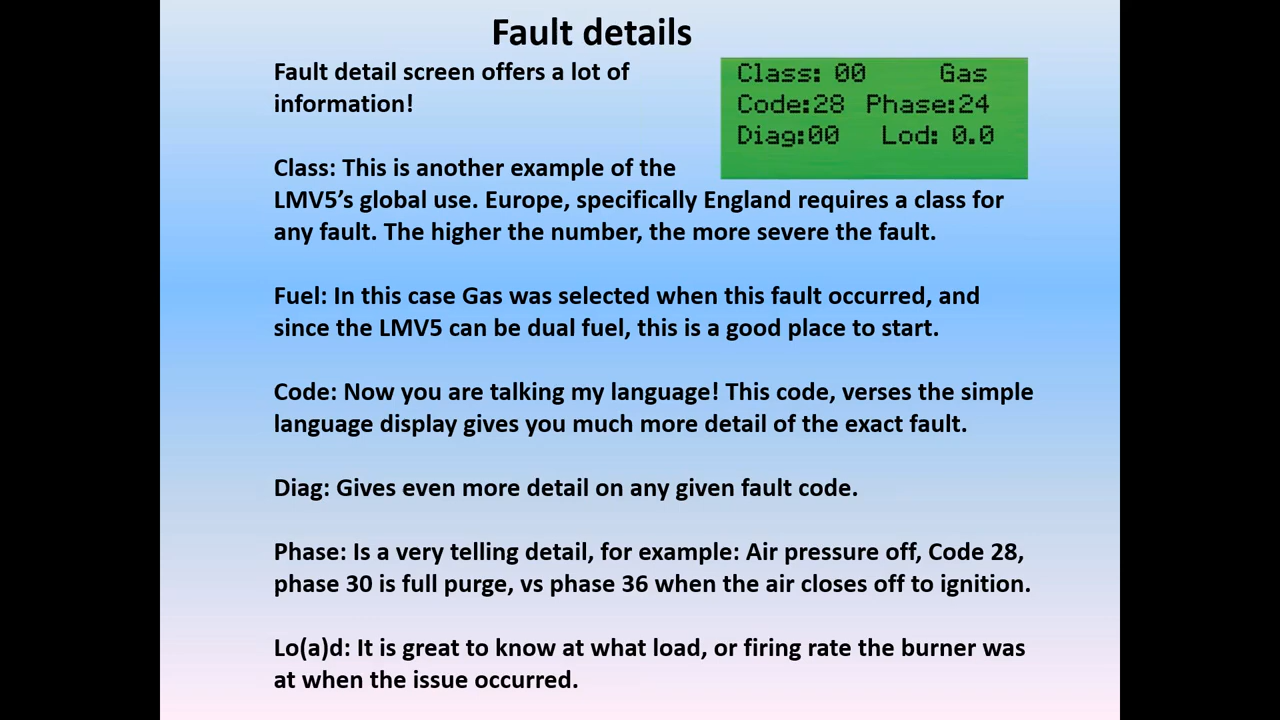 Fault details
Fault detail screen offers a lot of
information!
Class: 00 Gas
Code:28 Phase:24
Diag:00 Lod: 0.0
Class: This is another example of the
LMV5’s global use. Europe, specifically England requires a class for
any fault. The higher the number, the more severe the fault.
Fuel: In this case Gas was selected when this fault occurred, and
since the LMV5 can be dual fuel, this is a good place to start.
Code: Now you are talking my language! This code, verses the simple
language display gives you much more detail of the exact fault.
Diag: Gives even more detail on any given fault code.
Phase: Is a very telling detail, for example: Air pressure off, Code 28,
phase 30 is full purge, vs phase 36 when the air closes off to ignition.
Lo(a)d: It is great to know at what load, or firing rate the burner was
at when the issue occurred.